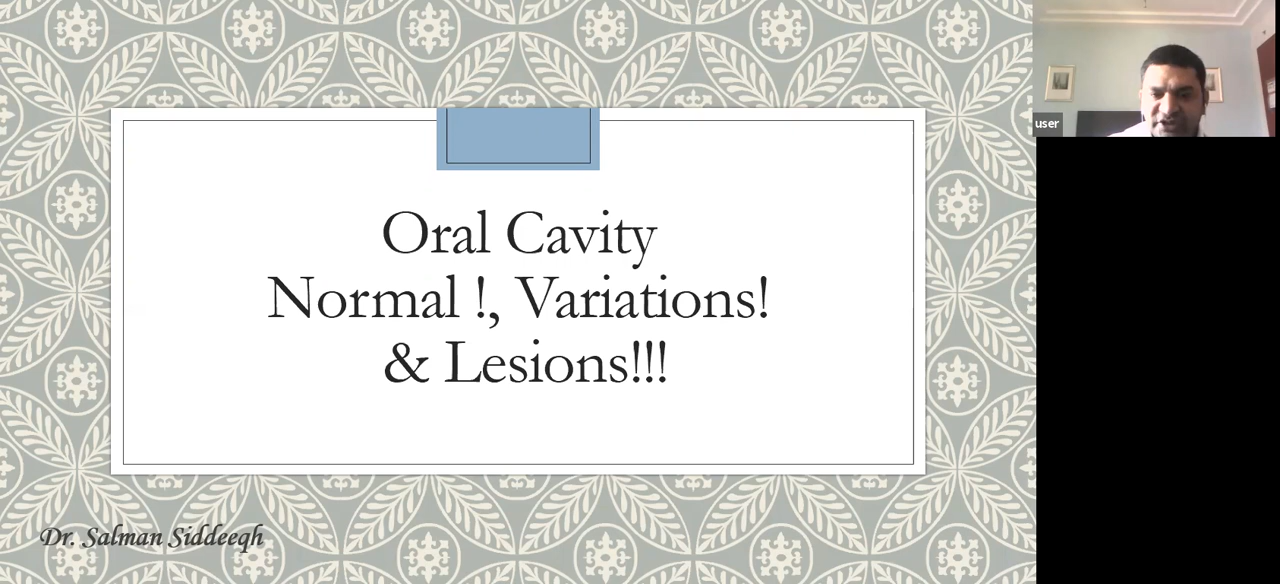 Oral Cavity
Normal !, Variations!
& Lesions!!!
Dr. Salman Siddeeqh
user